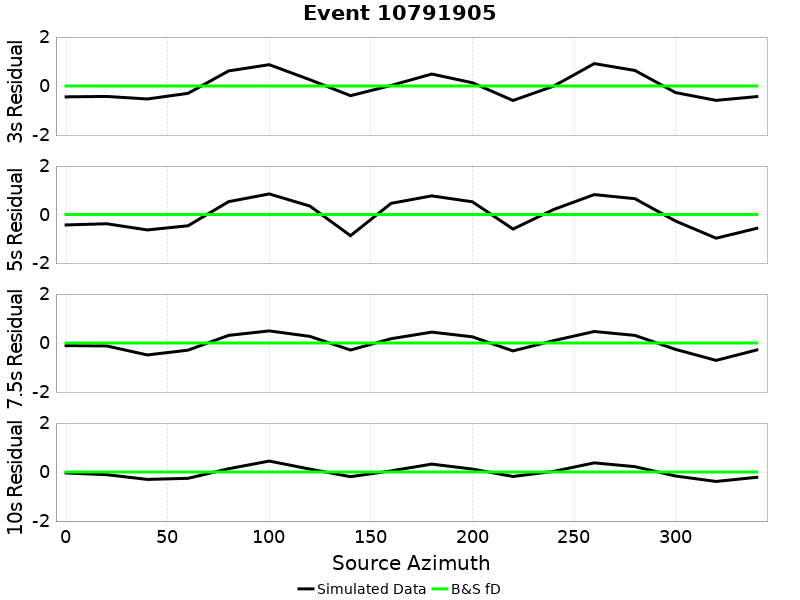 Event 10791905
3s Residual
2
0
-2
5s Residual
2
0
-2
7.5s Residual
2
0
-2
10s Residual
2
0
-2
0 50 100 150 200 250 300
Source Azimuth
Simulated Data B&S fD